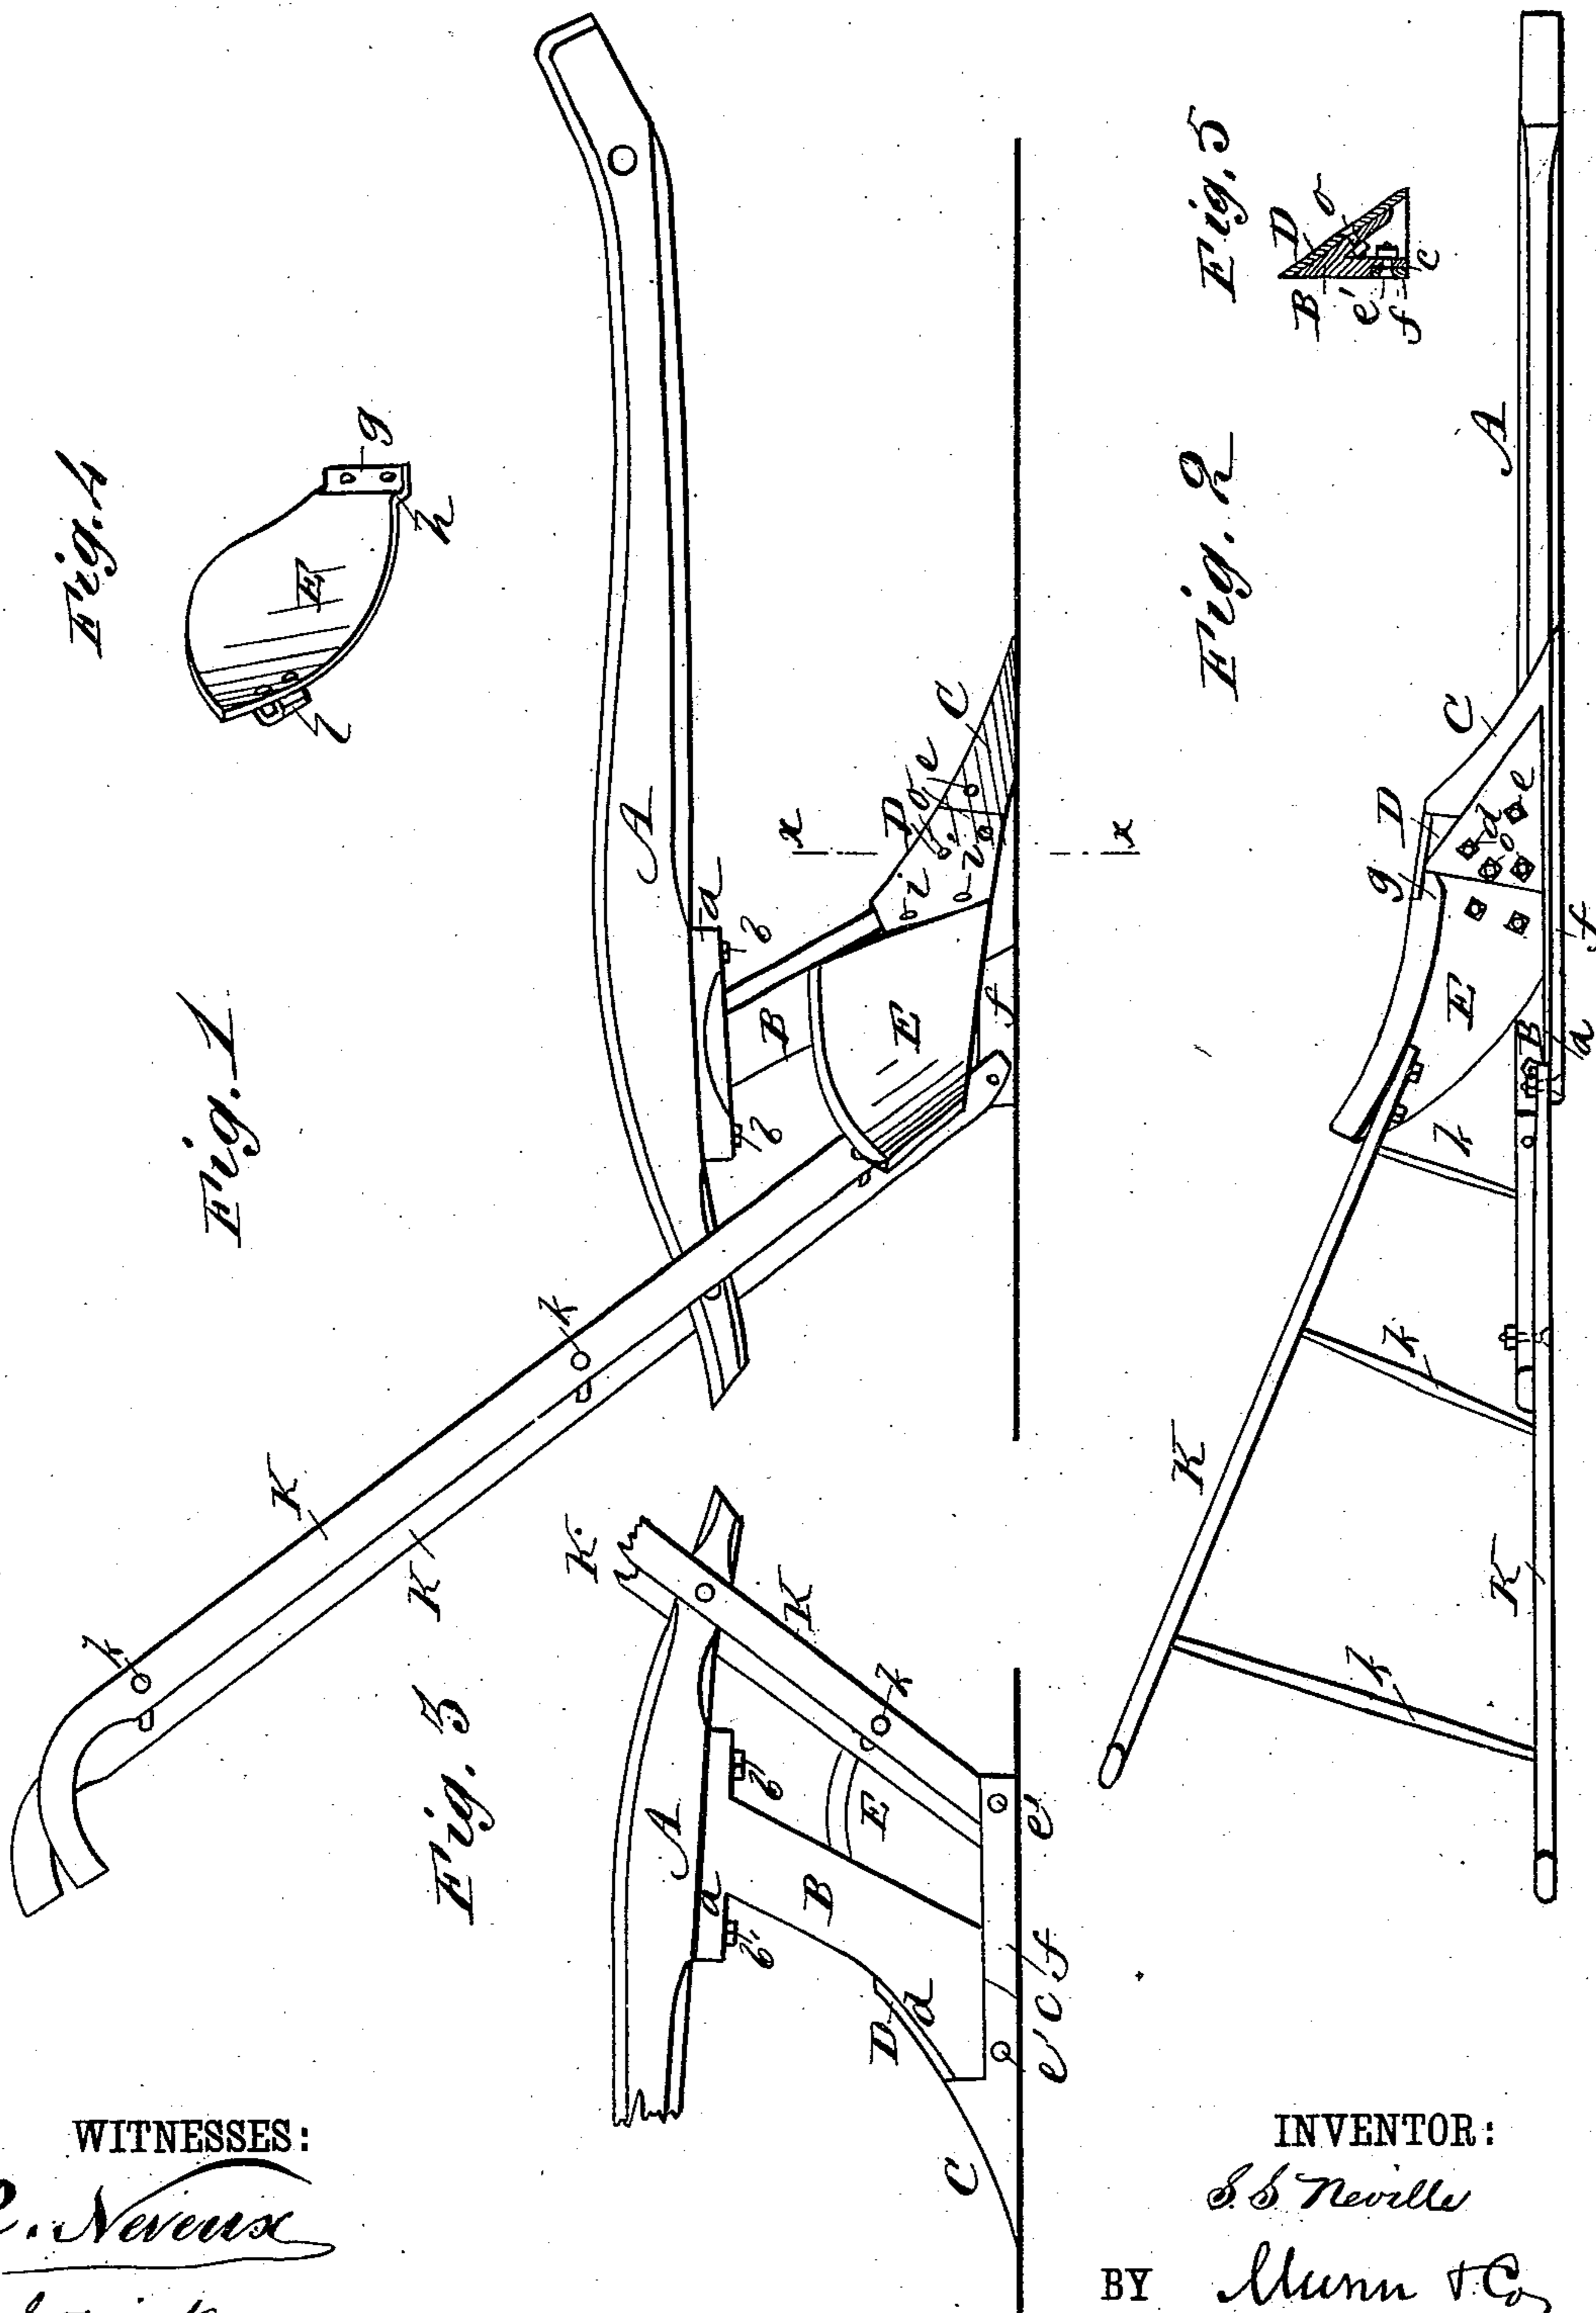 Fig. 4
E
g
h
l
Fig. 1
A
a
b
b
B
E
f
C
D
o
e
i
i
x
x
K
K
k
k
Fig. 5
D
o
B
e'
f
c
Fig. 2
A
C
D
g
d
o
e
E
B
a
f
k
k
k
K
K
Fig. 3
K.
K
k
A
a
b'
b'
B
E
D
d
C
e'
e'
C
f
WITNESSES:
C. Neveux
INVENTOR:
S. S. Neville
BY Munn & Co